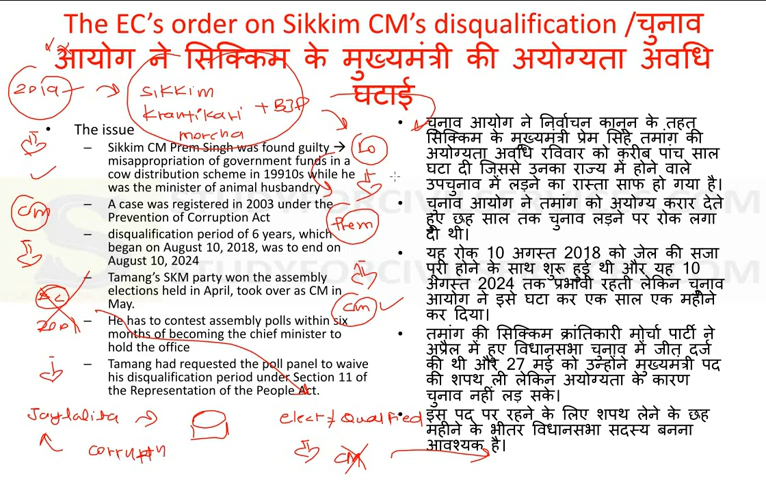 The EC's order on Sikkim CM's disqualification /चुनाव
आयोग ने सिक्किम के मुख्यमंत्री की अयोग्यता अवधि
घटाई
2019
Sikkim
Krantikari
morcha
+ BJP
• The issue
– Sikkim CM Prem Singh was found guilty →
misappropriation of government funds in a
cow distribution scheme in 19910s while he
was the minister of animal husbandry
– A case was registered in 2003 under the
Prevention of Corruption Act
– disqualification period of 6 years, which
began on August 10, 2018, was to end on
August 10, 2024
– Tamang's SKM party won the assembly
elections held in April, took over as CM in
May.
– He has to contest assembly polls within six
months of becoming the chief minister to
hold the office
– Tamang had requested the poll panel to waive
his disqualification period under Section 11 of
the Representation of the People Act.
CM
Prem
CM
2001
Jaylalita
corruptn
elect
Qualified
CM
• चुनाव आयोग ने निर्वाचन कानून के तहत
सिक्किम के मुख्यमंत्री प्रेम सिंह तमांग की
अयोग्यता अवधि रविवार को करीब पांच साल
घटा दी जिससे उनका राज्य में होने वाले
उपचुनाव में लड़ने का रास्ता साफ हो गया है।
• चुनाव आयोग ने तमांग को अयोग्य करार देते
हुए छह साल तक चुनाव लड़ने पर रोक लगा
दी थी।
• यह रोक 10 अगस्त 2018 को जेल की सजा
पूरी होने के साथ शुरू हुई थी और यह 10
अगस्त 2024 तक प्रभावी रहती लेकिन चुनाव
आयोग ने इसे घटा कर एक साल एक महीने
कर दिया।
• तमांग की सिक्किम क्रांतिकारी मोर्चा पार्टी ने
अप्रैल में हुए विधानसभा चुनाव में जीत दर्ज
की थी और 27 मई को उन्होंने मुख्यमंत्री पद
की शपथ ली लेकिन अयोग्यता के कारण
चुनाव नहीं लड़ सके।
• इस पद पर रहने के लिए शपथ लेने के छह
महीने के भीतर विधानसभा सदस्य बनना
आवश्यक है।